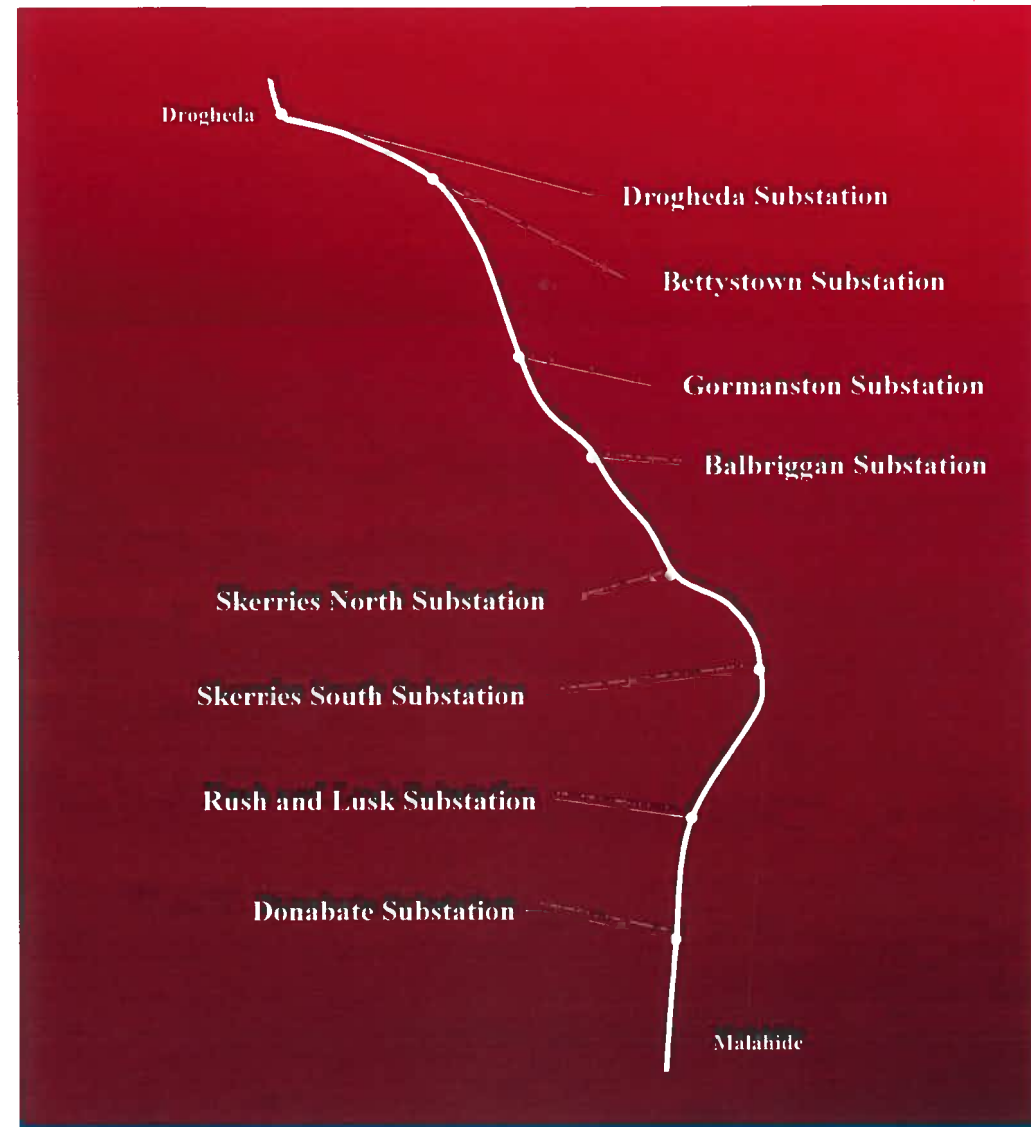 Drogheda
Drogheda Substation
Bettystown Substation
Gormanston Substation
Balbriggan Substation
Skerries North Substation
Skerries South Substation
Rush and Lusk Substation
Donabate Substation
Malahide